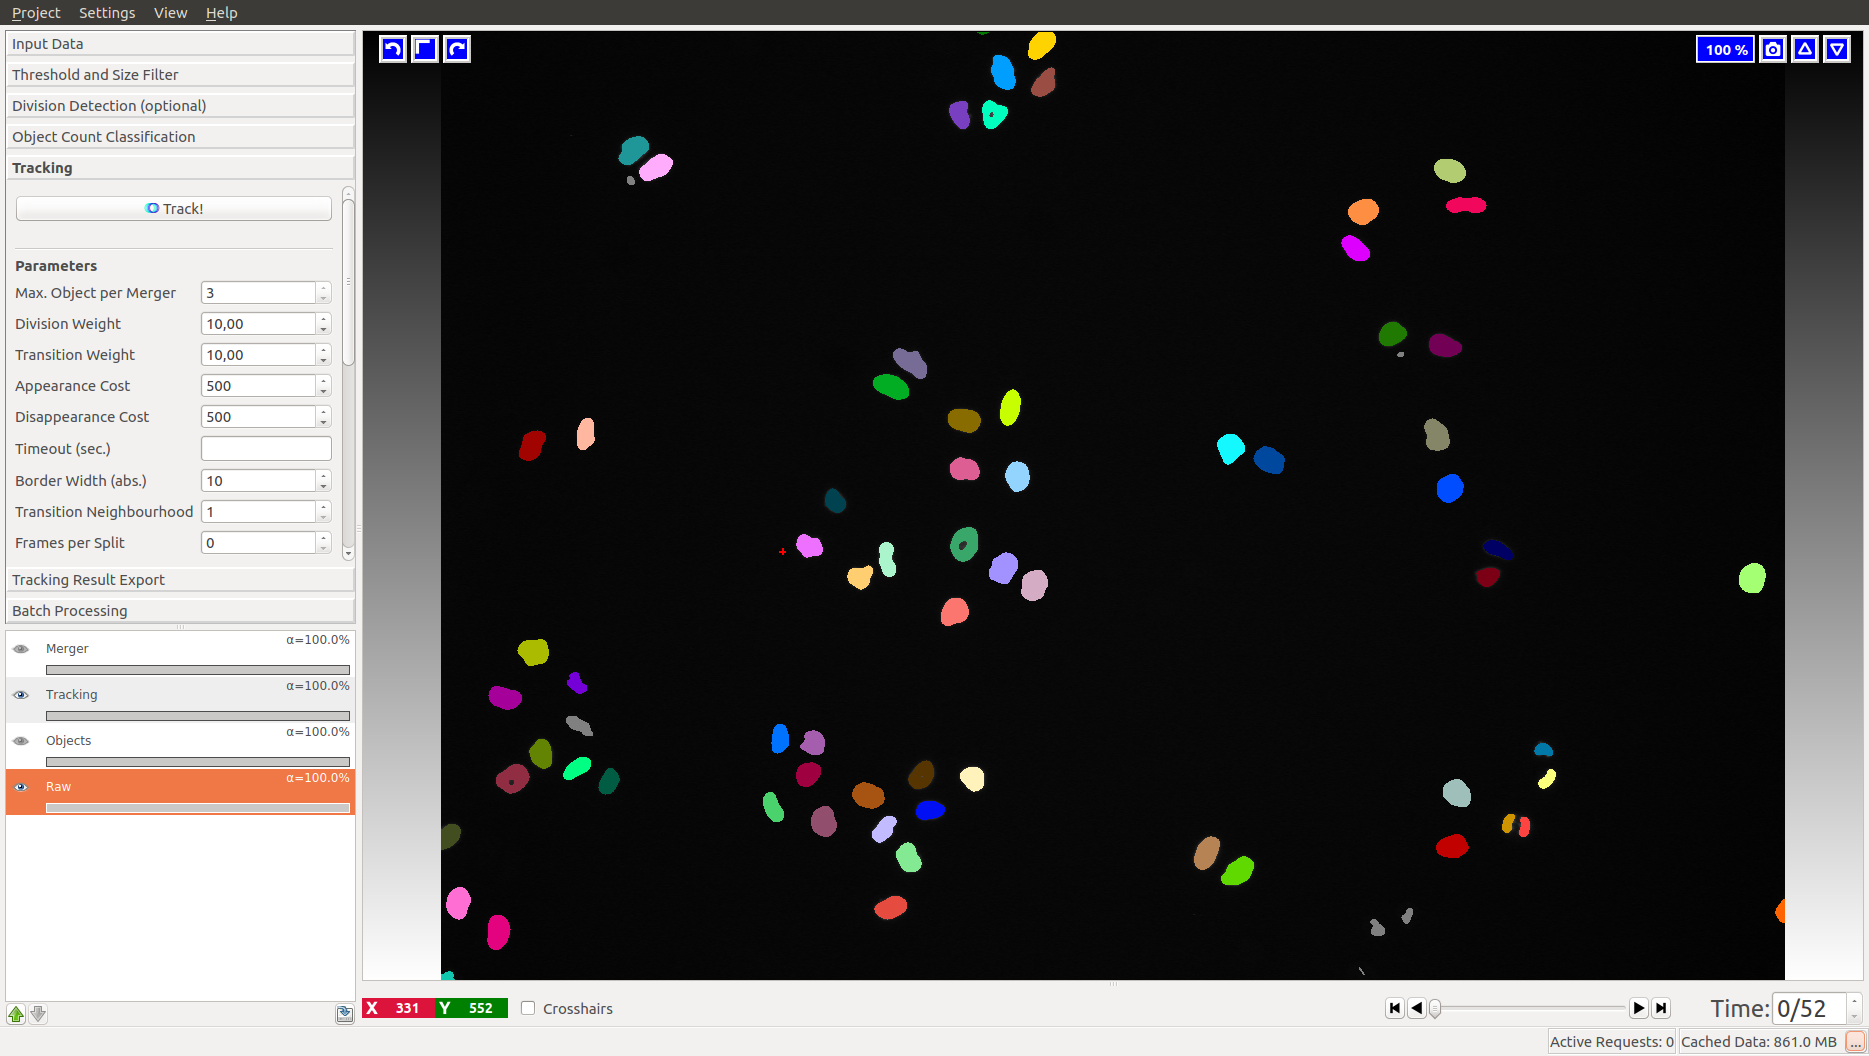 Project Settings View Help
Input Data
Threshold and Size Filter
Division Detection (optional)
Object Count Classification
Tracking
Track!
Parameters
Max. Object per Merger 3
Division Weight 10,00
Transition Weight 10,00
Appearance Cost 500
Disappearance Cost 500
Timeout (sec.)
Border Width (abs.) 10
Transition Neighbourhood 1
Frames per Split 0
Tracking Result Export
Batch Processing
Merger α=100.0%
Tracking α=100.0%
Objects α=100.0%
Raw α=100.0%
100 %
X 331 Y 552 Crosshairs
Time: 0/52
Active Requests: 0 Cached Data: 861.0 MB ...